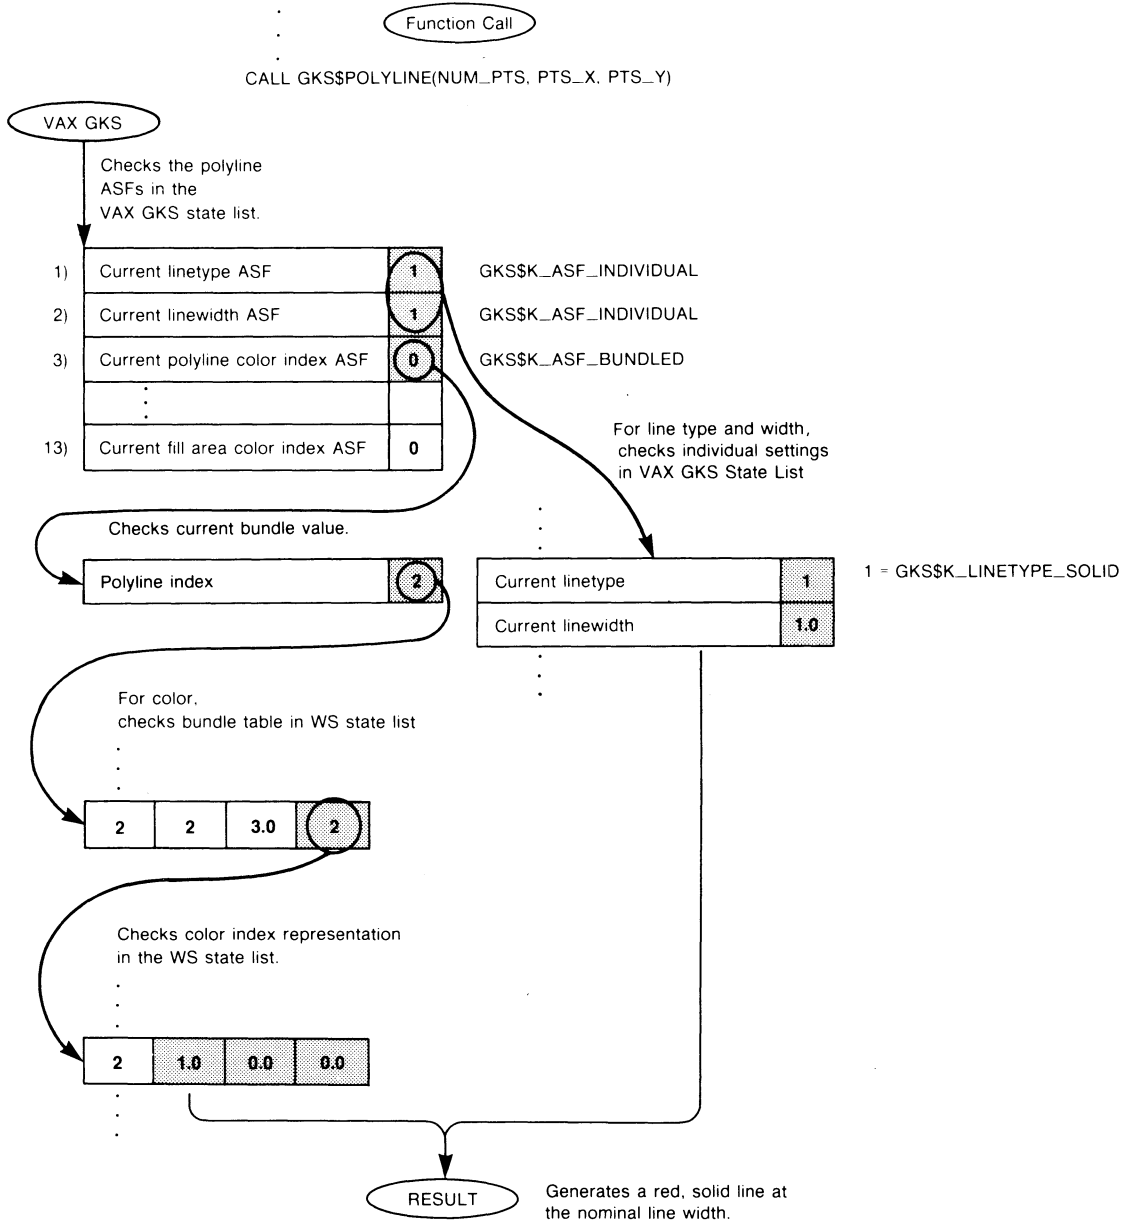 Function Call
CALL GKS$POLYLINE(NUM_PTS, PTS_X, PTS_Y)
VAX GKS
Checks the polyline
ASFs in the
VAX GKS state list.
1) Current linetype ASF 1 GKS$K_ASF_INDIVIDUAL
2) Current linewidth ASF 1 GKS$K_ASF_INDIVIDUAL
3) Current polyline color index ASF 0 GKS$K_ASF_BUNDLED
13) Current fill area color index ASF 0
For line type and width,
checks individual settings
in VAX GKS State List
Checks current bundle value.
Polyline index 2
Current linetype 1 1 = GKS$K_LINETYPE_SOLID
Current linewidth 1.0
For color,
checks bundle table in WS state list
2 2 3.0 2
Checks color index representation
in the WS state list.
2 1.0 0.0 0.0
RESULT
Generates a red, solid line at
the nominal line width.